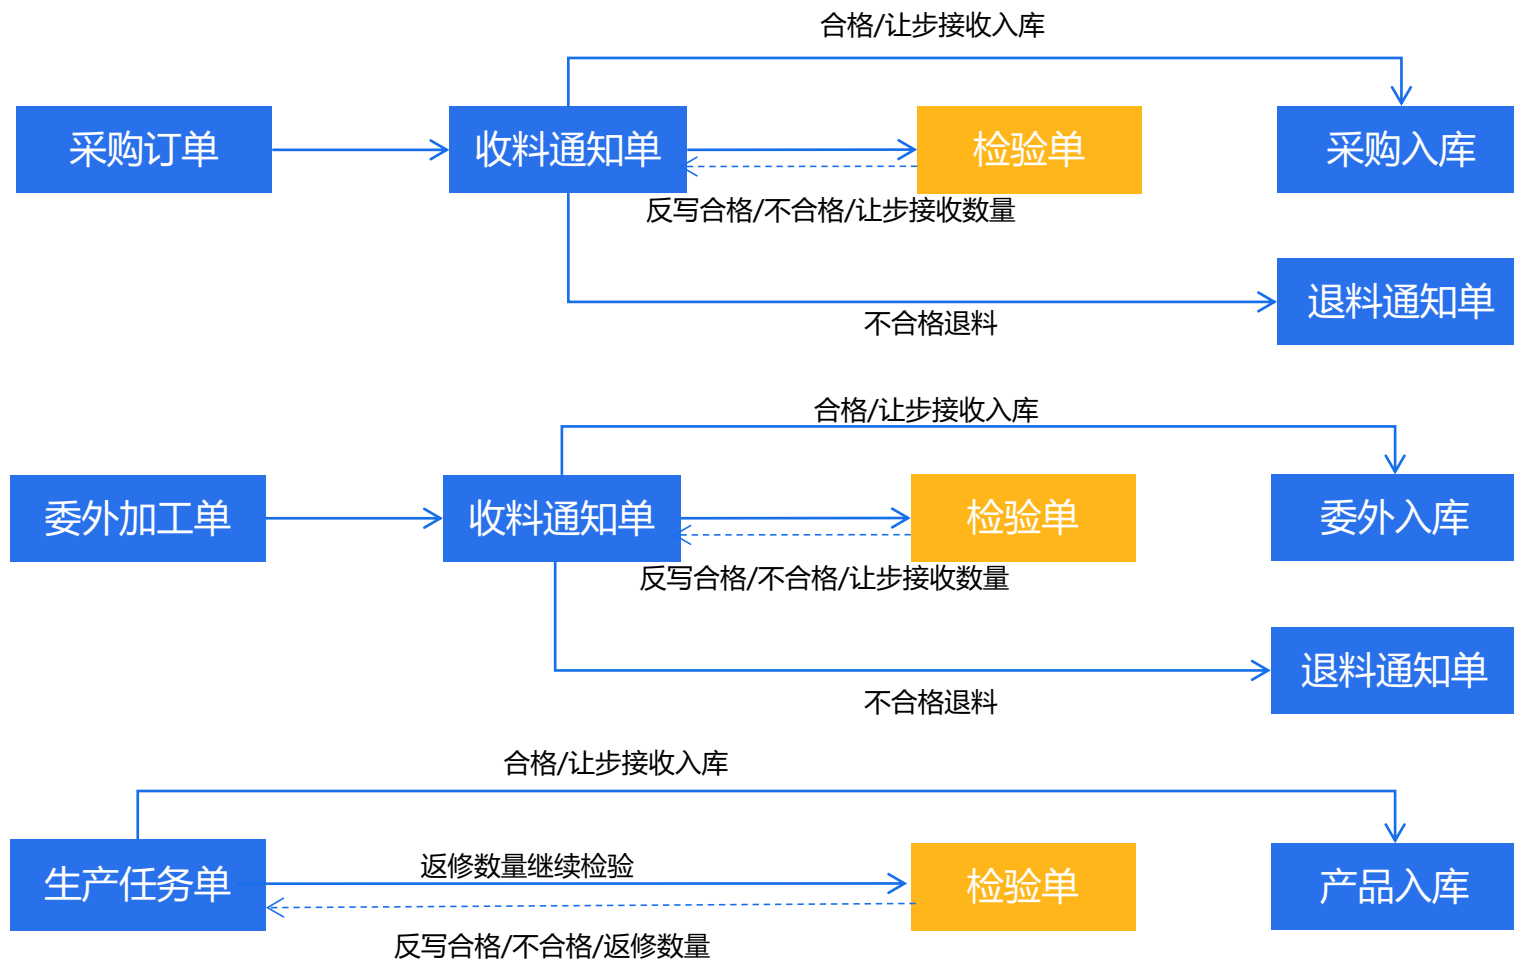 合格/让步接收入库
采购订单
收料通知单
检验单
采购入库
反写合格/不合格/让步接收数量
退料通知单
不合格退料
合格/让步接收入库
委外加工单
收料通知单
检验单
委外入库
反写合格/不合格/让步接收数量
退料通知单
不合格退料
合格/让步接收入库
生产任务单
返修数量继续检验
检验单
产品入库
反写合格/不合格/返修数量